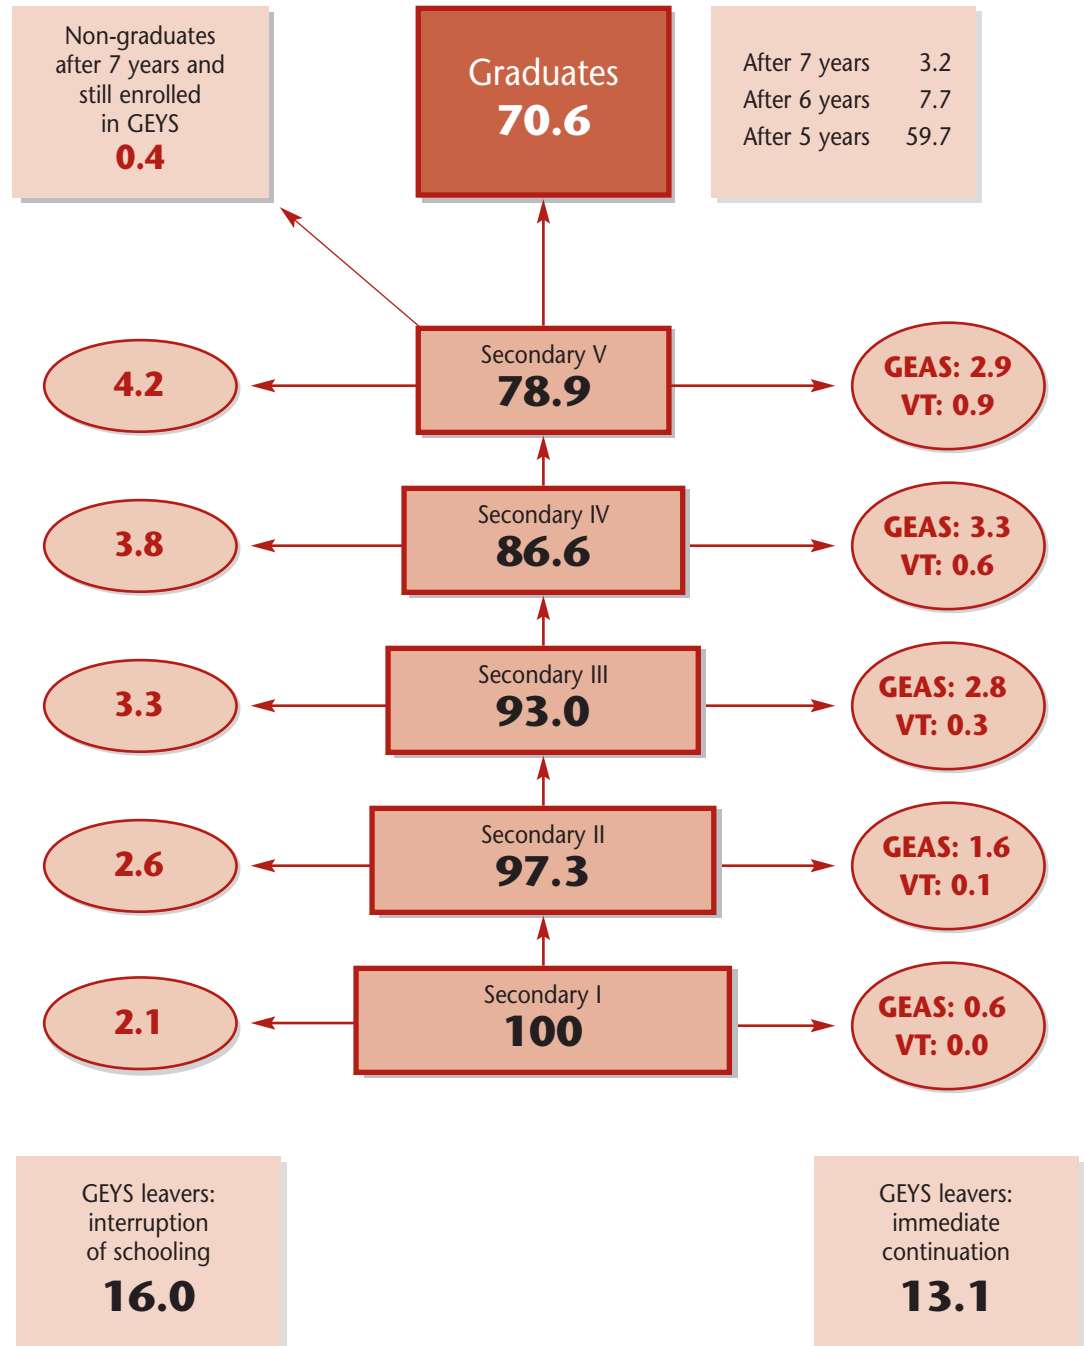 Non-graduates
after 7 years and
still enrolled
in GEYS
0.4
Graduates
70.6
After 7 years 3.2
After 6 years 7.7
After 5 years 59.7
4.2
Secondary V
78.9
GEAS: 2.9
VT: 0.9
3.8
Secondary IV
86.6
GEAS: 3.3
VT: 0.6
3.3
Secondary III
93.0
GEAS: 2.8
VT: 0.3
2.6
Secondary II
97.3
GEAS: 1.6
VT: 0.1
2.1
Secondary I
100
GEAS: 0.6
VT: 0.0
GEYS leavers:
interruption
of schooling
16.0
GEYS leavers:
immediate
continuation
13.1